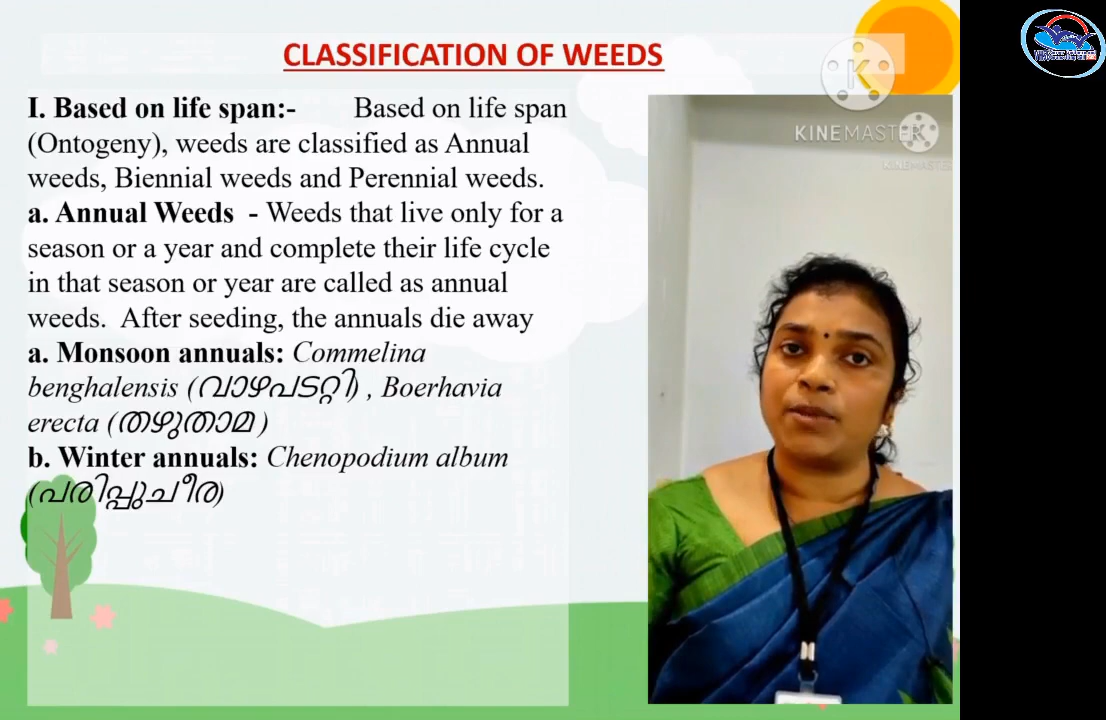 CLASSIFICATION OF WEEDS
I. Based on life span:- Based on life span
(Ontogeny), weeds are classified as Annual
weeds, Biennial weeds and Perennial weeds.
a. Annual Weeds - Weeds that live only for a
season or a year and complete their life cycle
in that season or year are called as annual
weeds. After seeding, the annuals die away
a. Monsoon annuals: Commelina
benghalensis (വാഴപടറ്റി) , Boerhavia
erecta (തഴുതാമ )
b. Winter annuals: Chenopodium album
(പരിപ്പുചീര)
KINEMASTER
KINEMASTER